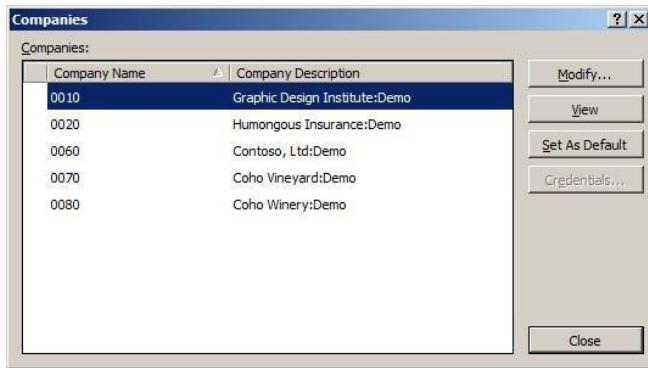 Companies
Companies:
Company Name Company Description
0010 Graphic Design Institute:Demo
0020 Humongous Insurance:Demo
0060 Contoso, Ltd:Demo
0070 Coho Vineyard:Demo
0080 Coho Winery:Demo
Modify...
View
Set As Default
Credentials...
Close